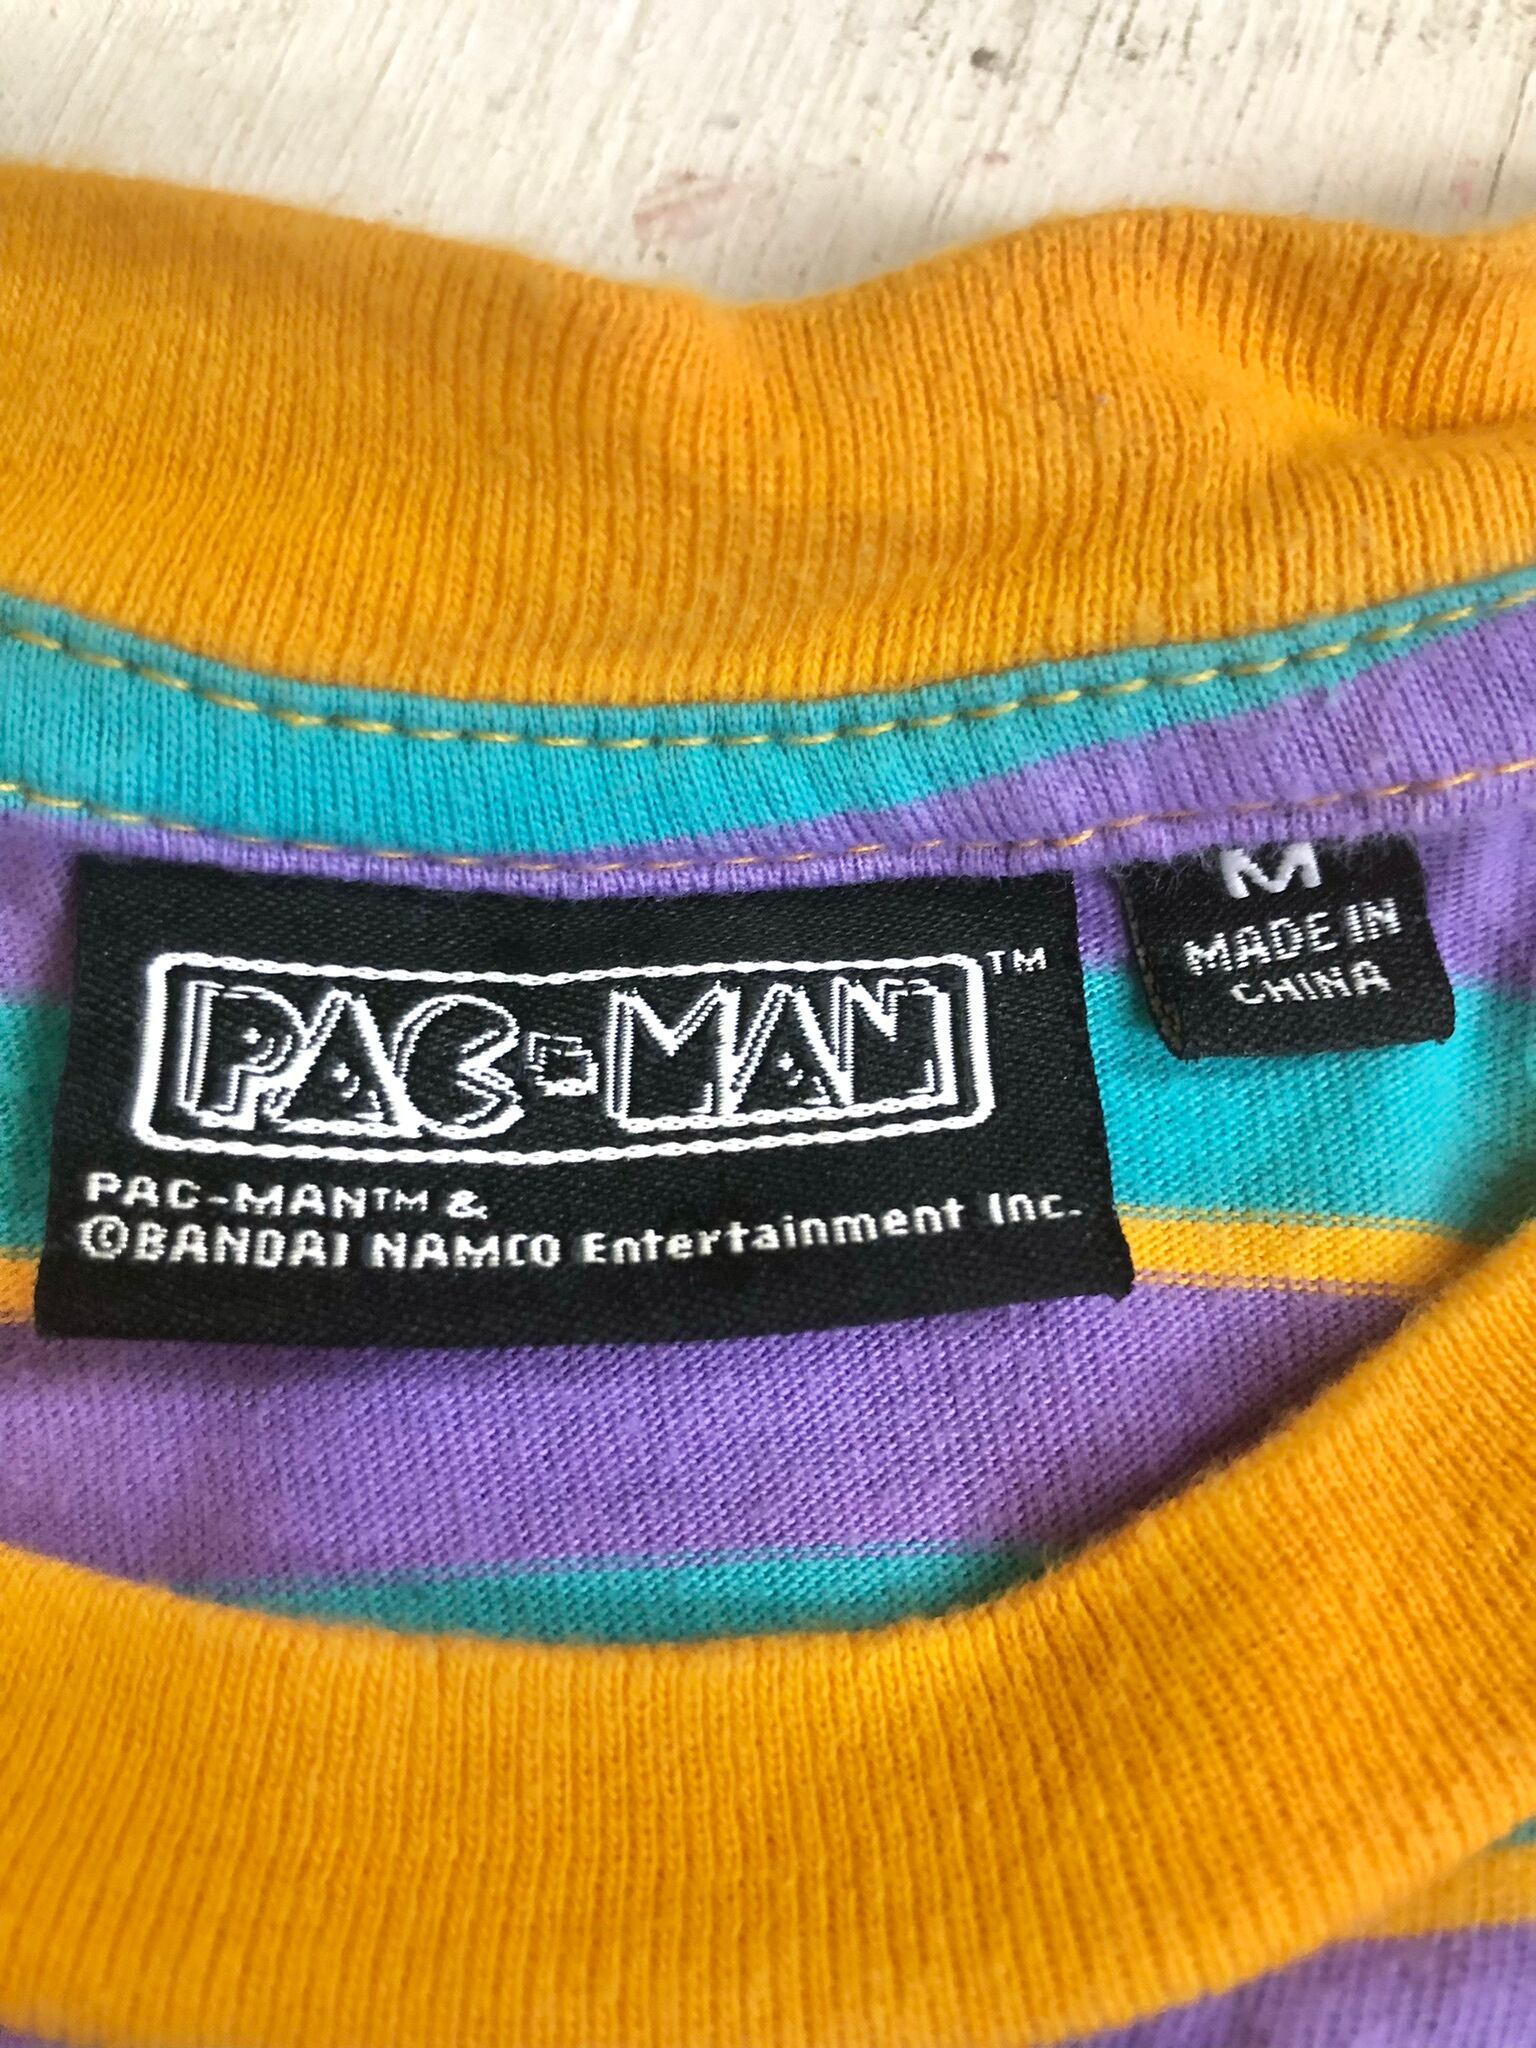 PAC-MAN™
PAC-MAN™ &
©BANDAI NAMCO Entertainment Inc.
M
MADE IN
CHINA